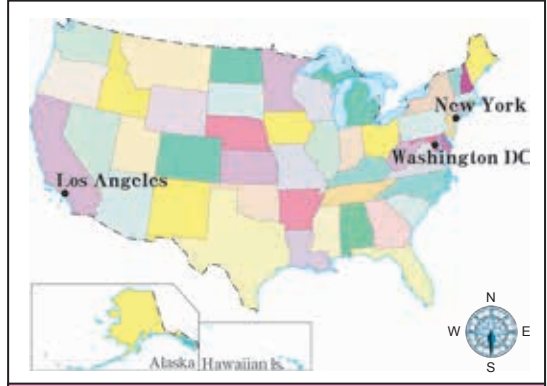 New York
Washington DC
Los Angeles
N
W E
S
Alaska Hawaiian Is.